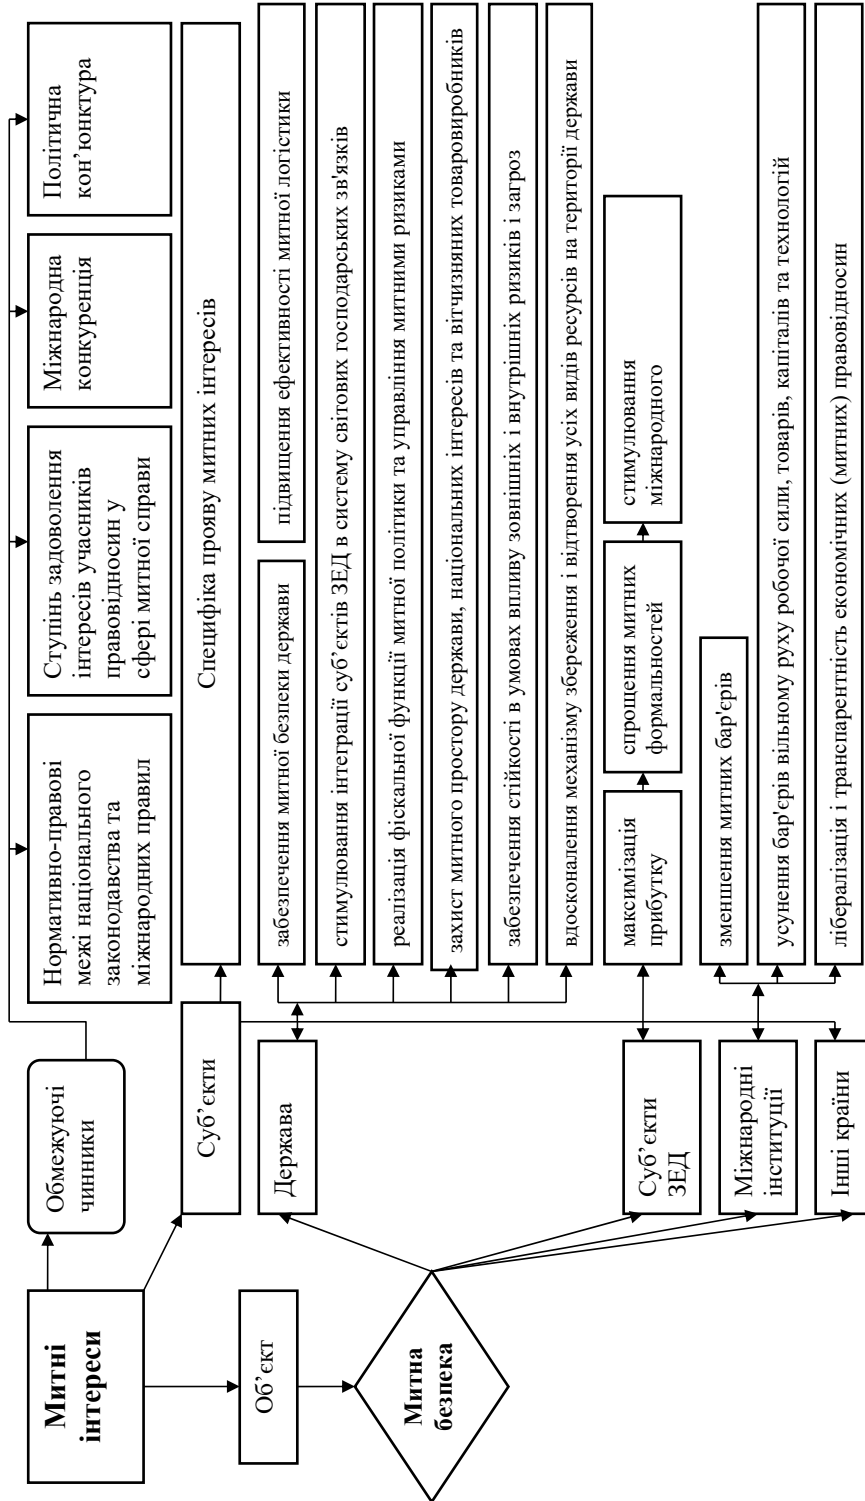 Митні
інтереси
Обмежуючі
чинники
Нормативно-правові
межі національного
законодавства та
міжнародних правил
Ступінь задоволення
інтересів учасників
правовідносин у
сфері митної справи
Міжнародна
конкуренція
Політична
кон’юнктура
Суб’єкти
Специфіка прояву митних інтересів
Об’єкт
Митна
безпека
Держава
забезпечення митної безпеки держави
підвищення ефективності митної логістики
стимулювання інтеграції суб’єктів ЗЕД в систему світових господарських зв'язків
реалізація фіскальної функції митної політики та управління митними ризиками
захист митного простору держави, національних інтересів та вітчизняних товаровиробників
забезпечення стійкості в умовах впливу зовнішніх і внутрішніх ризиків і загроз
вдосконалення механізму збереження і відтворення усіх видів ресурсів на території держави
Суб’єкти
ЗЕД
максимізація
прибутку
спрощення митних
формальностей
стимулювання
міжнародного
Міжнародні
інституції
зменшення митних бар'єрів
усунення бар'єрів вільному руху робочої сили, товарів, капіталів та технологій
Інші країни
лібералізація і транспарентність економічних (митних) правовідносин